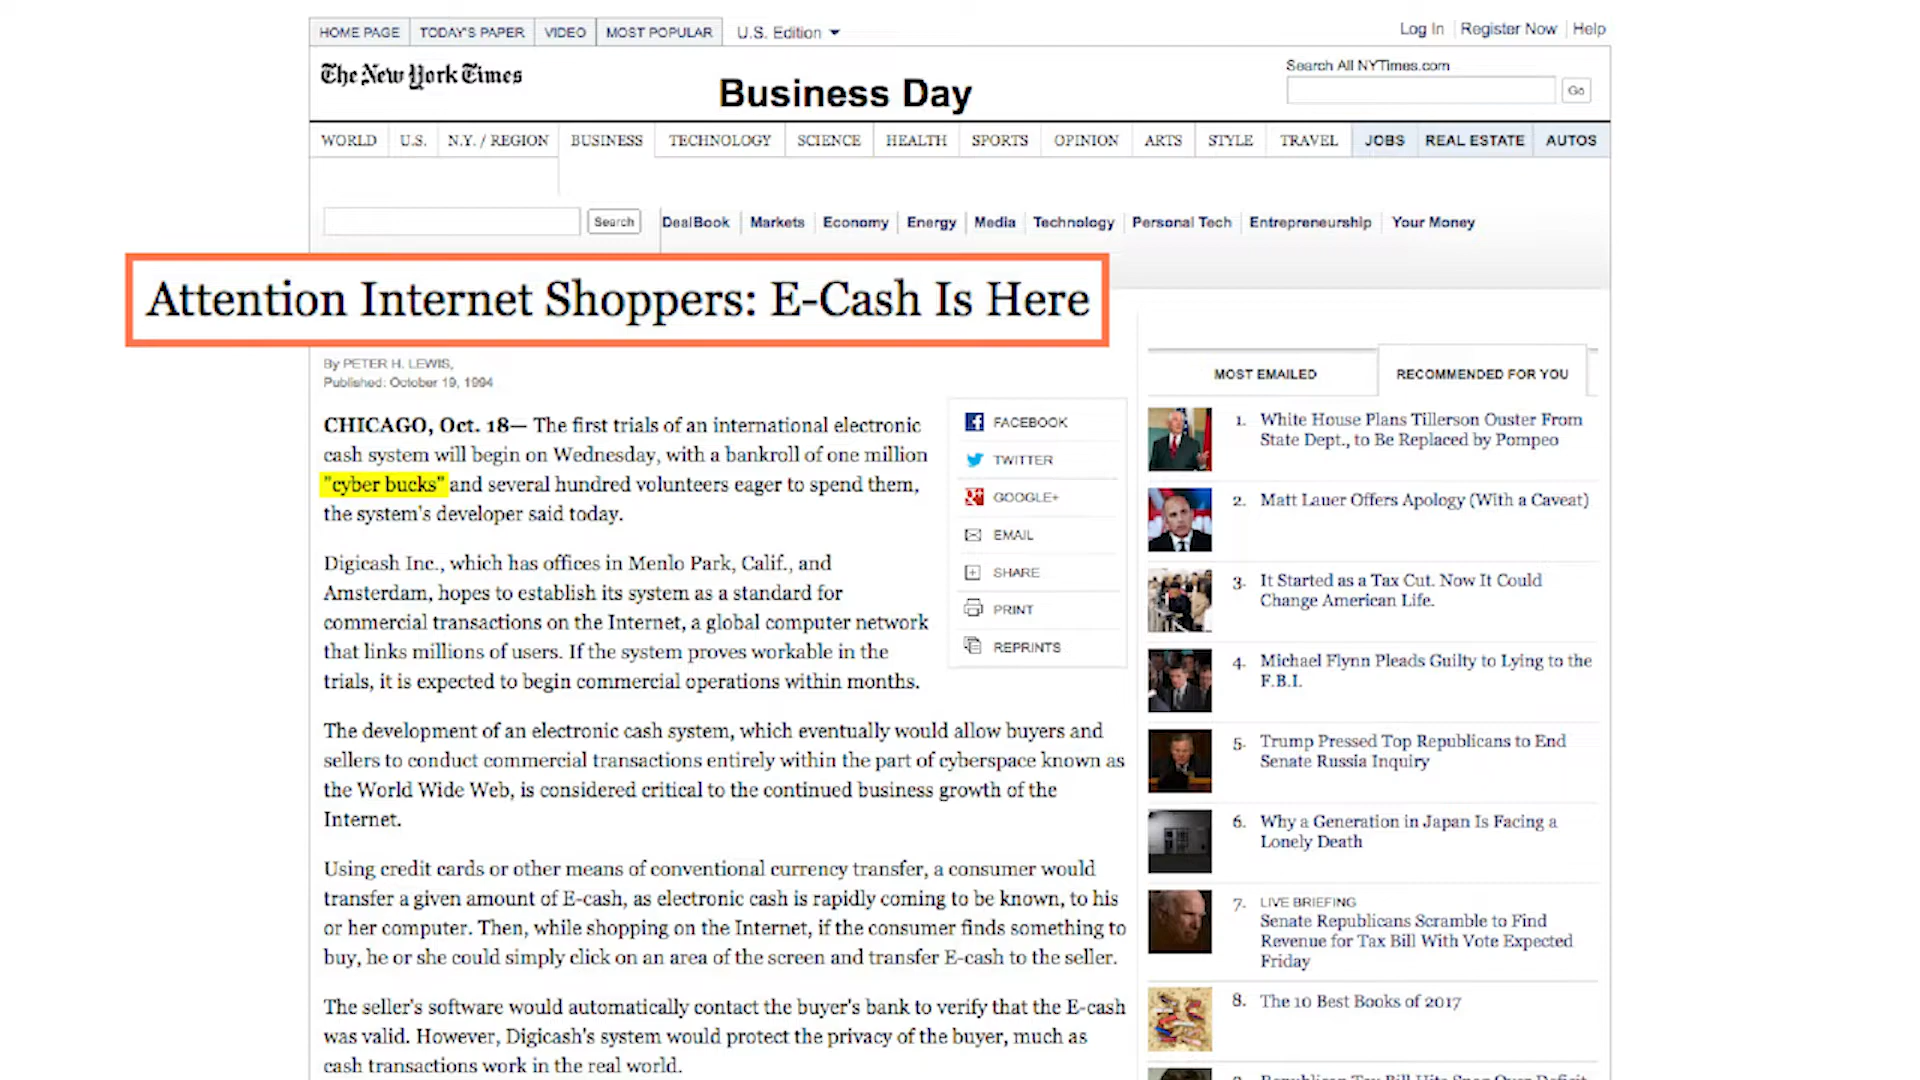 HOME PAGE TODAY'S PAPER VIDEO MOST POPULAR U.S. Edition
Log In Register Now Help
The New York Times
Business Day
Search All NYTimes.com
Go
WORLD U.S. N.Y. / REGION BUSINESS TECHNOLOGY SCIENCE HEALTH SPORTS OPINION ARTS STYLE TRAVEL JOBS REAL ESTATE AUTOS
Search
DealBook Markets Economy Energy Media Technology Personal Tech Entrepreneurship Your Money
Attention Internet Shoppers: E-Cash Is Here
By PETER H. LEWIS,
Published: October 19, 1994
CHICAGO, Oct. 18— The first trials of an international electronic
cash system will begin on Wednesday, with a bankroll of one million
"cyber bucks" and several hundred volunteers eager to spend them,
the system's developer said today.
Digicash Inc., which has offices in Menlo Park, Calif., and
Amsterdam, hopes to establish its system as a standard for
commercial transactions on the Internet, a global computer network
that links millions of users. If the system proves workable in the
trials, it is expected to begin commercial operations within months.
The development of an electronic cash system, which eventually would allow buyers and
sellers to conduct commercial transactions entirely within the part of cyberspace known as
the World Wide Web, is considered critical to the continued business growth of the
Internet.
Using credit cards or other means of conventional currency transfer, a consumer would
transfer a given amount of E-cash, as electronic cash is rapidly coming to be known, to his
or her computer. Then, while shopping on the Internet, if the consumer finds something to
buy, he or she could simply click on an area of the screen and transfer E-cash to the seller.
The seller's software would automatically contact the buyer's bank to verify that the E-cash
was valid. However, Digicash's system would protect the privacy of the buyer, much as
cash transactions work in the real world.
FACEBOOK
TWITTER
GOOGLE+
EMAIL
SHARE
PRINT
REPRINTS
MOST EMAILED RECOMMENDED FOR YOU
1. White House Plans Tillerson Ouster From
State Dept., to Be Replaced by Pompeo
2. Matt Lauer Offers Apology (With a Caveat)
3. It Started as a Tax Cut. Now It Could
Change American Life.
4. Michael Flynn Pleads Guilty to Lying to the
F.B.I.
5. Trump Pressed Top Republicans to End
Senate Russia Inquiry
6. Why a Generation in Japan Is Facing a
Lonely Death
7. LIVE BRIEFING
Senate Republicans Scramble to Find
Revenue for Tax Bill With Vote Expected
Friday
8. The 10 Best Books of 2017